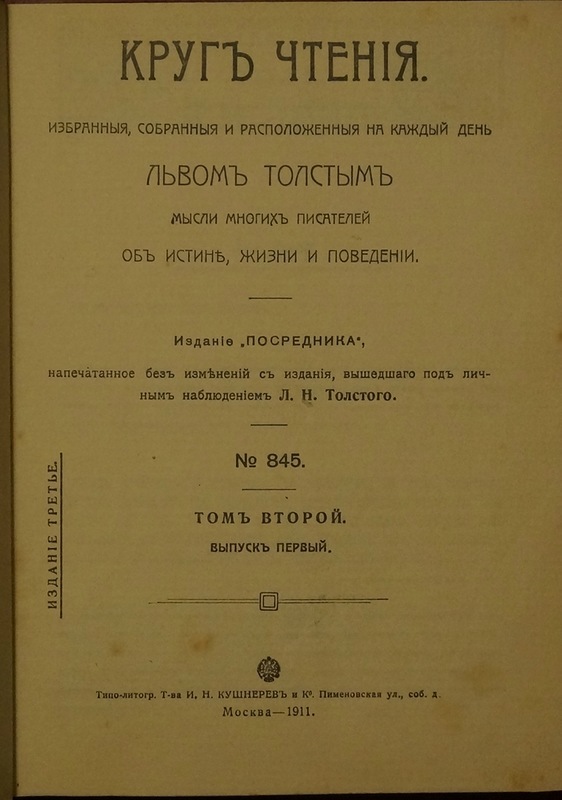 КРУГЪ ЧТЕНІЯ.
ИЗБРАННЫЯ, СОБРАННЫЯ И РАСПОЛОЖЕННЫЯ НА КАЖДЫЙ ДЕНЬ
ЛЬВОМЪ ТОЛСТЫМЪ
МЫСЛИ МНОГИХЪ ПИСАТЕЛЕЙ
ОБЪ ИСТИНѢ, ЖИЗНИ И ПОВЕДЕНІИ.
Изданіе „ПОСРЕДНИКА“,
напечатанное безъ измѣненій съ изданія, вышедшаго подъ лич-
нымъ наблюденіемъ Л. Н. Толстого.
№ 845.
ТОМЪ ВТОРОЙ.
ВЫПУСКЪ ПЕРВЫЙ.
ИЗДАНІЕ ТРЕТЬЕ.
Типо-литогр. Т-ва И. Н. КУШНЕРЕВЪ и К⁰. Пименовская ул., соб. д.
Москва—1911.